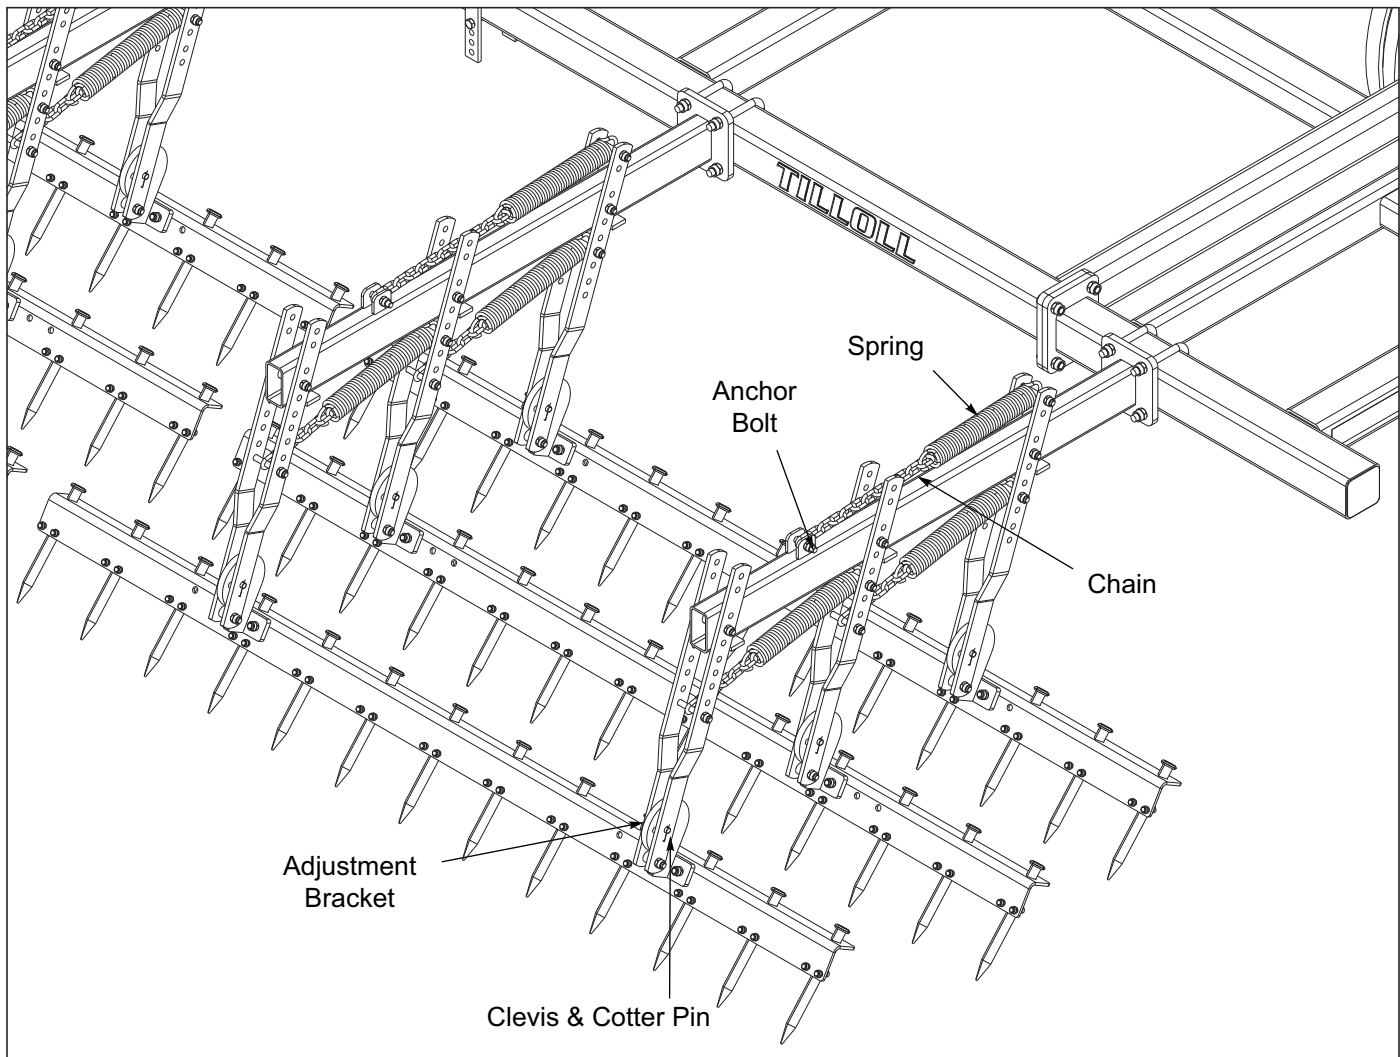 TILLOLL
Spring
Anchor
Bolt
Chain
Adjustment
Bracket
Clevis & Cotter Pin